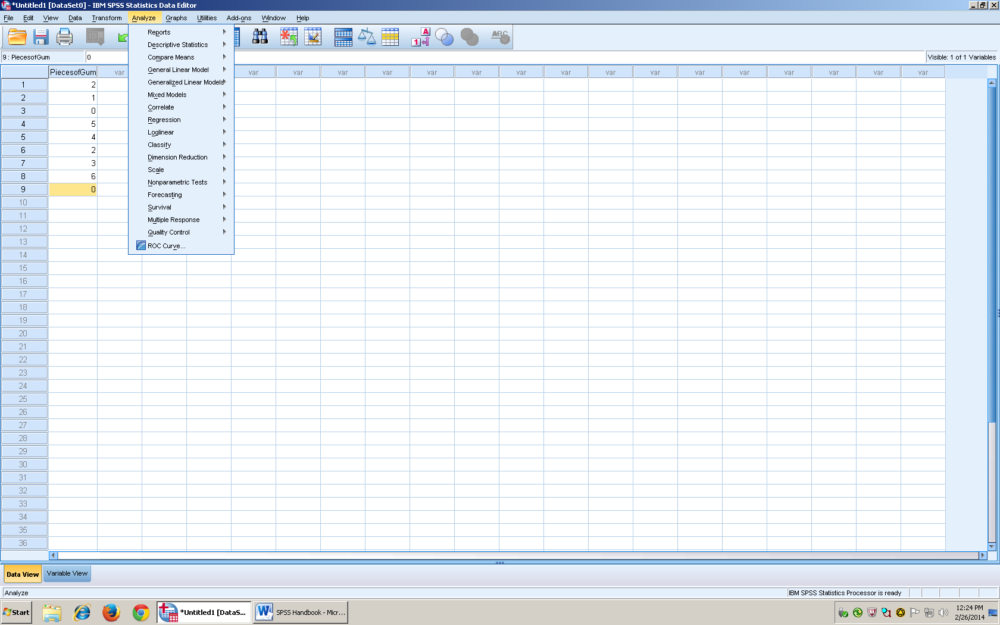 *Untitled1 [DataSet0] - IBM SPSS Statistics Data Editor
File Edit View Data Transform Analyze Graphs Utilities Add-ons Window Help
9 : PiecesofGum 0 Visible: 1 of 1 Variables
PiecesofGum var var var var var var var var var var var var var var var var var
1 2
2 1
3 0
4 5
5 4
6 2
7 3
8 6
9 0
10
11
12
13
14
15
16
17
18
19
20
21
22
23
24
25
26
27
28
29
30
31
32
33
34
35
36
Reports
Descriptive Statistics
Compare Means
General Linear Model
Generalized Linear Models
Mixed Models
Correlate
Regression
Loglinear
Classify
Dimension Reduction
Scale
Nonparametric Tests
Forecasting
Survival
Multiple Response
Quality Control
ROC Curve...
A
1
ABC
Data View Variable View
Analyze IBM SPSS Statistics Processor is ready
Start *Untitled1 [DataS... W SPSS Handbook - Micr... 12:24 PM
2/26/2014